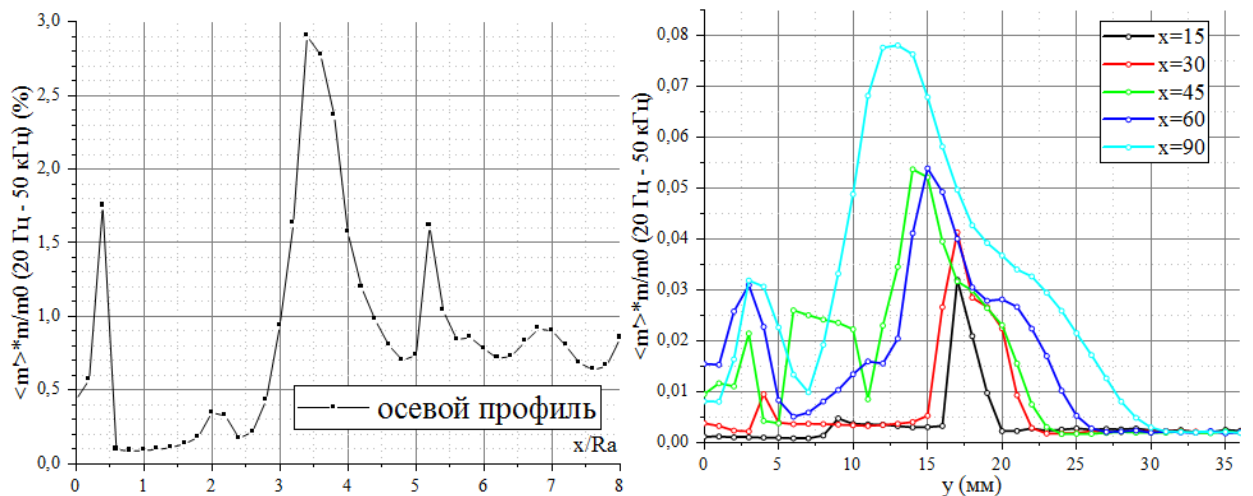 <m'>*m/m0 (20 Гц - 50 кГц) (%)
3,0
2,5
2,0
1,5
1,0
0,5
0,0
0 1 2 3 4 5 6 7 8
осевой профиль
x/Ra
<m'>*m/m0 (20 Гц - 50 кГц)
0,08
0,07
0,06
0,05
0,04
0,03
0,02
0,01
0,00
0 5 10 15 20 25 30 35
x=15
x=30
x=45
x=60
x=90
y (мм)